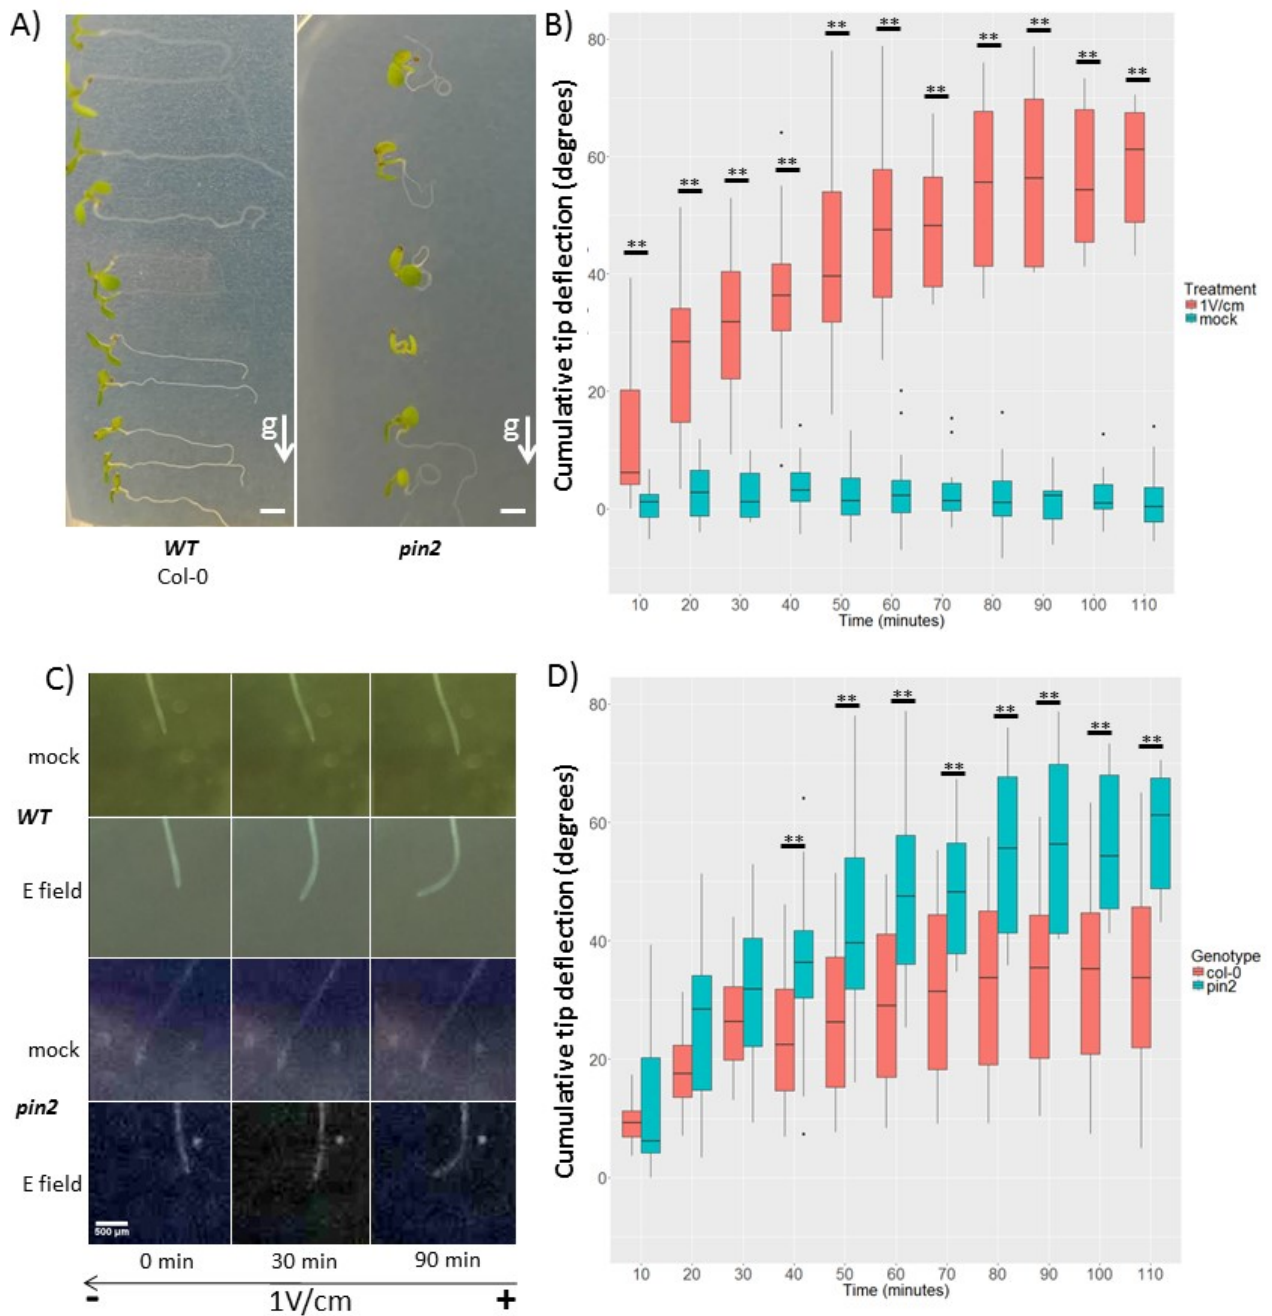 A)
g
g
WT
Col-0
pin2
B)
Cumulative tip deflection (degrees)
80
60
40
20
0
**
**
**
**
**
**
**
**
**
**
**
10 20 30 40 50 60 70 80 90 100 110
Time (minutes)
Treatment
1V/cm
mock
C)
mock
WT
E field
mock
pin2
E field
500 µm
0 min 30 min 90 min
- 1V/cm +
D)
Cumulative tip deflection (degrees)
80
60
40
20
0
**
**
**
**
**
**
**
**
10 20 30 40 50 60 70 80 90 100 110
Time (minutes)
Genotype
col-0
pin2